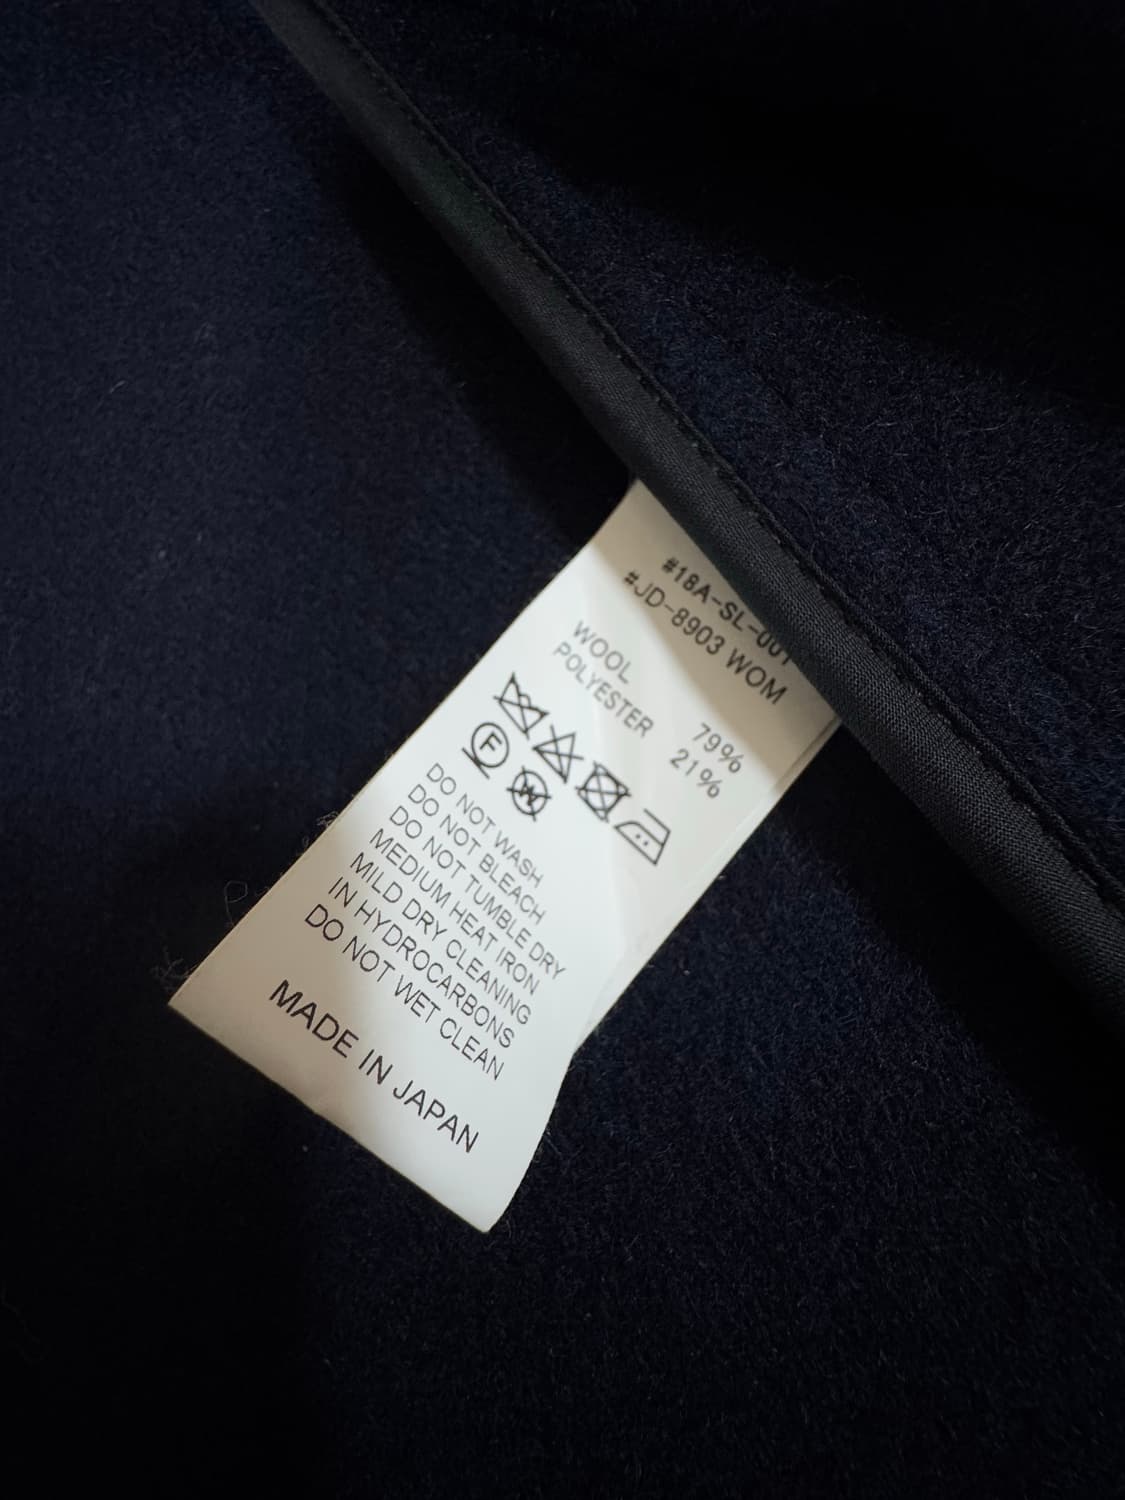 #18A-SL-001
#JD-8903 WOM
WOOL 79%
POLYESTER 21%
F W
DO NOT WASH
DO NOT BLEACH
DO NOT TUMBLE DRY
MEDIUM HEAT IRON
MILD DRY CLEANING
IN HYDROCARBONS
DO NOT WET CLEAN
MADE IN JAPAN